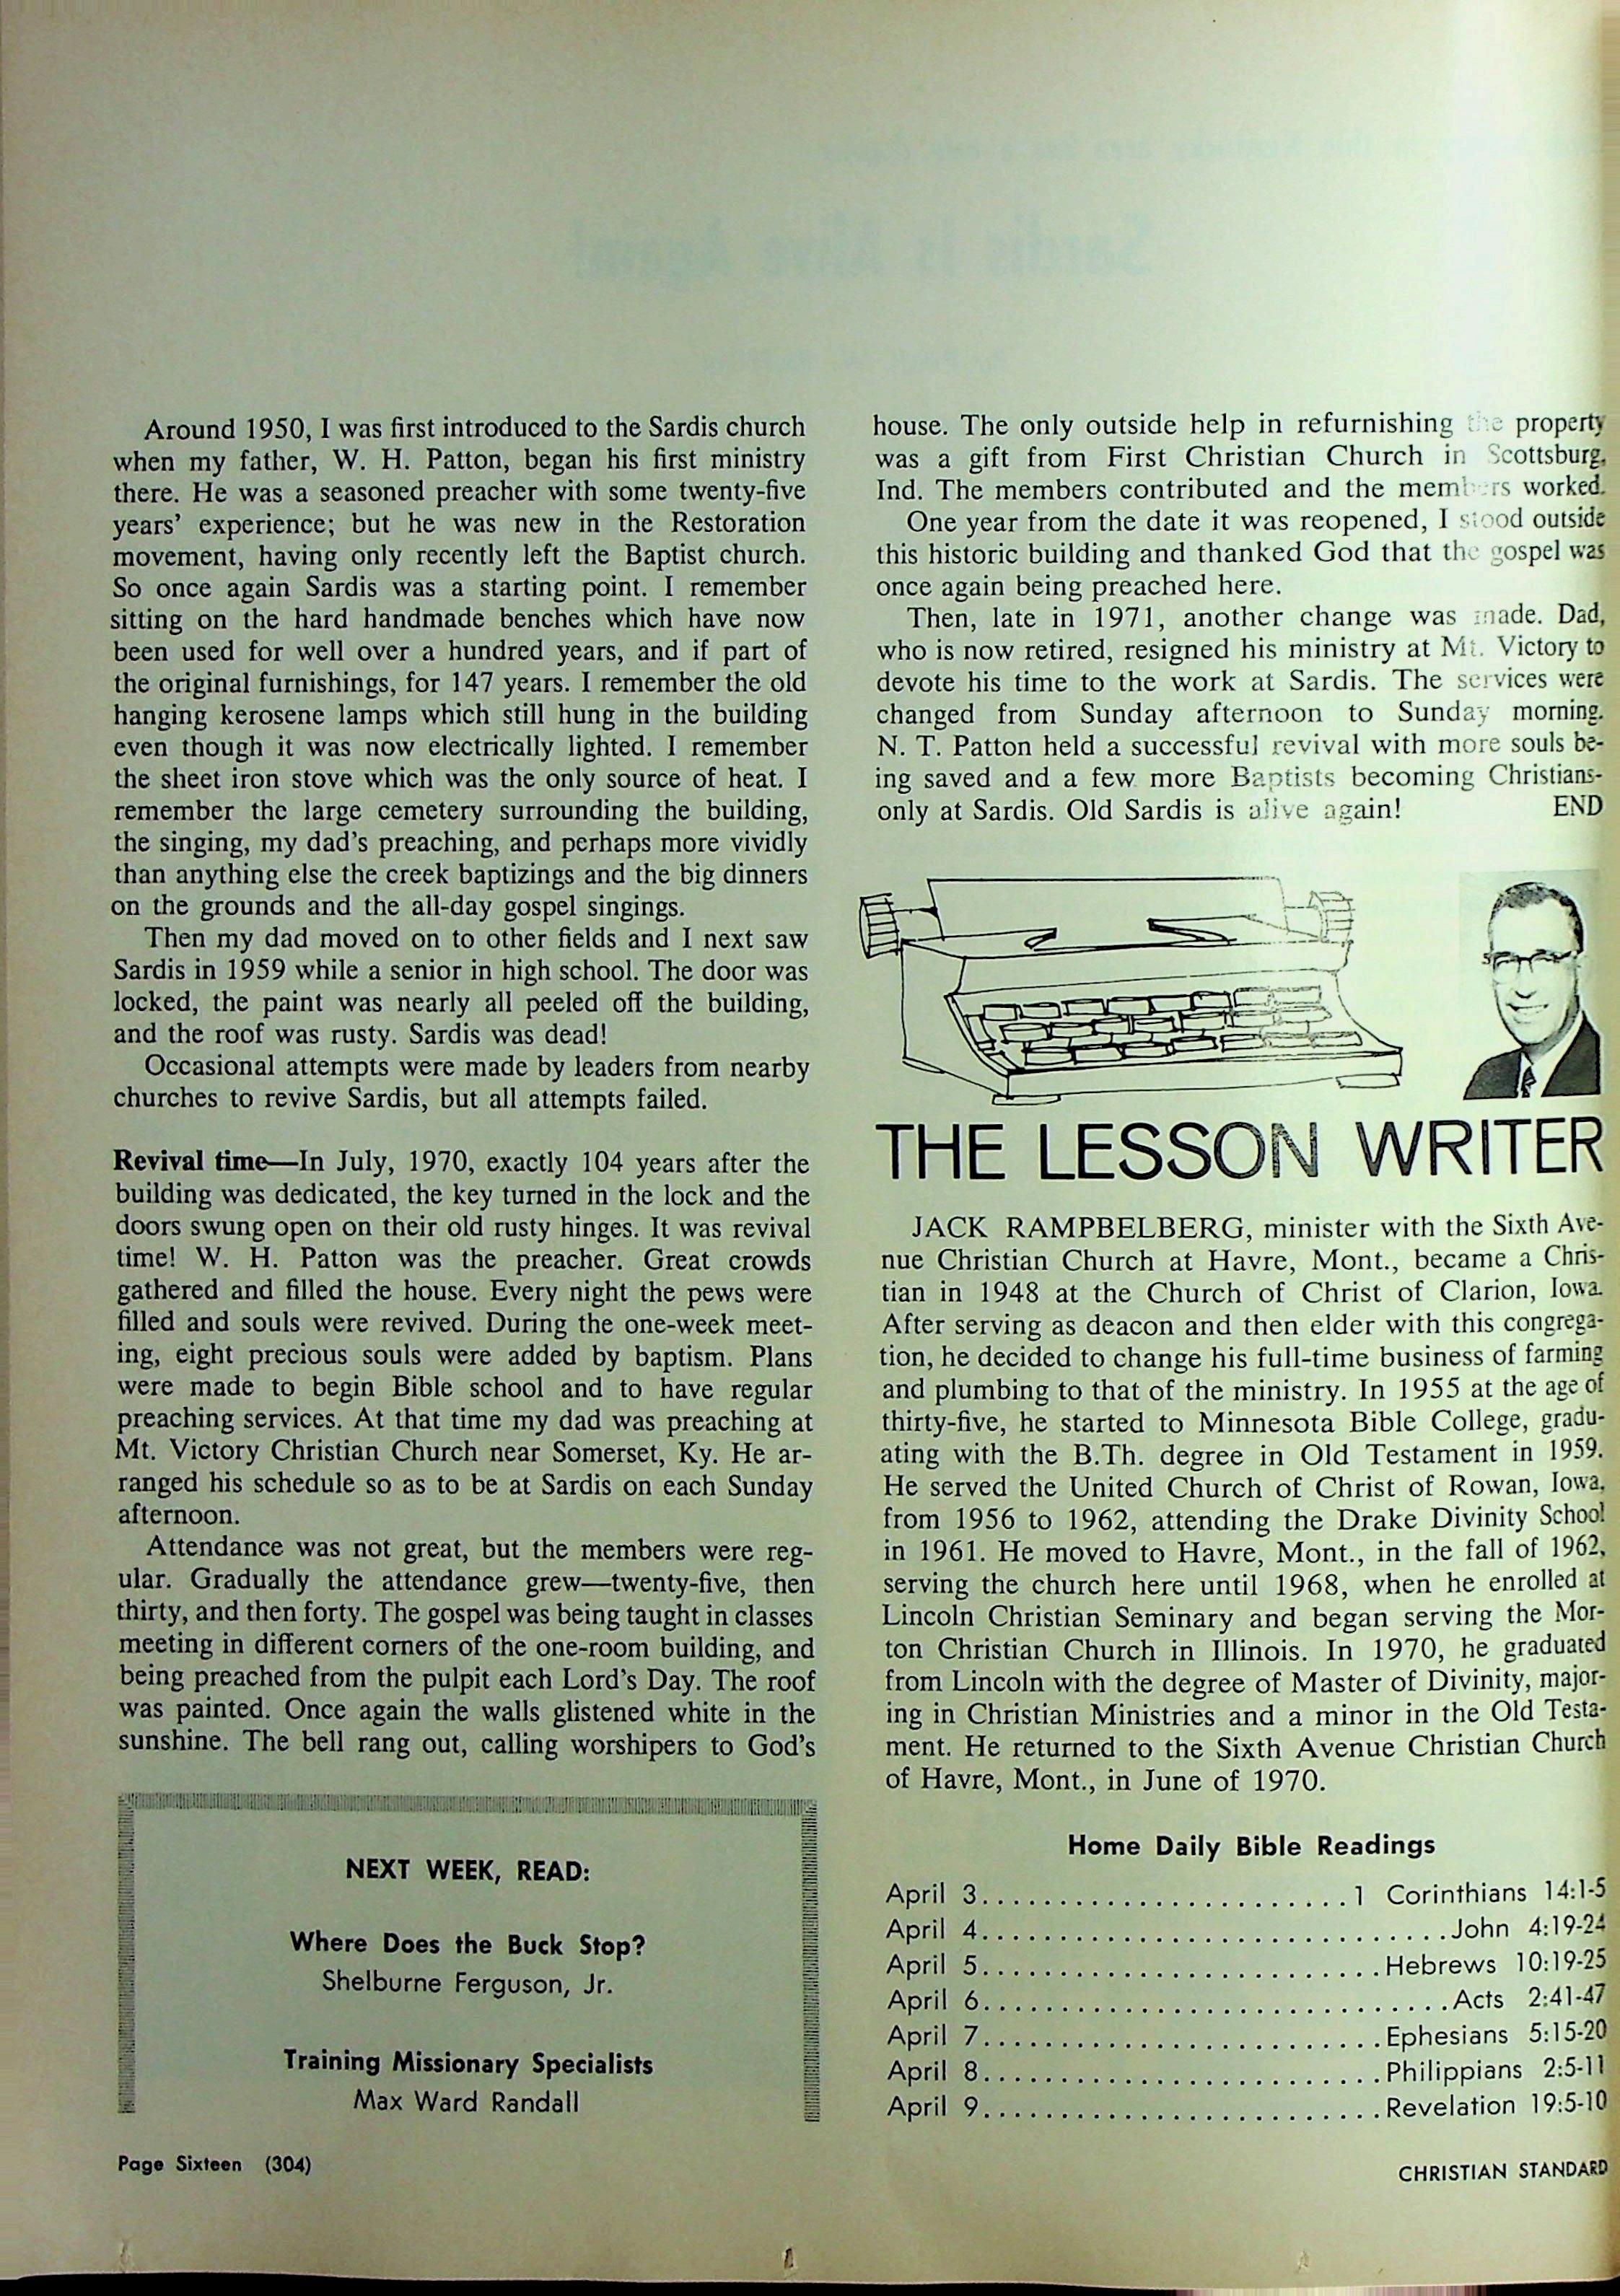 Around 1950, I was first introduced to the Sardis church
when my father, W. H. Patton, began his first ministry
there. He was a seasoned preacher with some twenty-five
years' experience; but he was new in the Restoration
movement, having only recently left the Baptist church.
So once again Sardis was a starting point. I remember
sitting on the hard handmade benches which have now
been used for well over a hundred years, and if part of
the original furnishings, for 147 years. I remember the old
hanging kerosene lamps which still hung in the building
even though it was now electrically lighted. I remember
the sheet iron stove which was the only source of heat. I
remember the large cemetery surrounding the building,
the singing, my dad's preaching, and perhaps more vividly
than anything else the creek baptizings and the big dinners
on the grounds and the all-day gospel singings.
Then my dad moved on to other fields and I next saw
Sardis in 1959 while a senior in high school. The door was
locked, the paint was nearly all peeled off the building,
and the roof was rusty. Sardis was dead!
Occasional attempts were made by leaders from nearby
churches to revive Sardis, but all attempts failed.
Revival time—In July, 1970, exactly 104 years after the
building was dedicated, the key turned in the lock and the
doors swung open on their old rusty hinges. It was revival
time! W. H. Patton was the preacher. Great crowds
gathered and filled the house. Every night the pews were
filled and souls were revived. During the one-week meet-
ing, eight precious souls were added by baptism. Plans
were made to begin Bible school and to have regular
preaching services. At that time my dad was preaching at
Mt. Victory Christian Church near Somerset, Ky. He ar-
ranged his schedule so as to be at Sardis on each Sunday
afternoon.
Attendance was not great, but the members were reg-
ular. Gradually the attendance grew—twenty-five, then
thirty, and then forty. The gospel was being taught in classes
meeting in different corners of the one-room building, and
being preached from the pulpit each Lord's Day. The roof
was painted. Once again the walls glistened white in the
sunshine. The bell rang out, calling worshipers to God's
NEXT WEEK, READ:
Where Does the Buck Stop?
Shelburne Ferguson, Jr.
Training Missionary Specialists
Max Ward Randall
Page Sixteen (304)
house. The only outside help in refurnishing the property
was a gift from First Christian Church in Scottsburg,
Ind. The members contributed and the members worked.
One year from the date it was reopened, I stood outside
this historic building and thanked God that the gospel was
once again being preached here.
Then, late in 1971, another change was made. Dad,
who is now retired, resigned his ministry at Mt. Victory to
devote his time to the work at Sardis. The services were
changed from Sunday afternoon to Sunday morning.
N. T. Patton held a successful revival with more souls be-
ing saved and a few more Baptists becoming Christians-
only at Sardis. Old Sardis is alive again! END
THE LESSON WRITER
JACK RAMPBELBERG, minister with the Sixth Ave-
nue Christian Church at Havre, Mont., became a Chris-
tian in 1948 at the Church of Christ of Clarion, Iowa.
After serving as deacon and then elder with this congrega-
tion, he decided to change his full-time business of farming
and plumbing to that of the ministry. In 1955 at the age of
thirty-five, he started to Minnesota Bible College, gradu-
ating with the B.Th. degree in Old Testament in 1959.
He served the United Church of Christ of Rowan, Iowa,
from 1956 to 1962, attending the Drake Divinity School
in 1961. He moved to Havre, Mont., in the fall of 1962,
serving the church here until 1968, when he enrolled at
Lincoln Christian Seminary and began serving the Mor-
ton Christian Church in Illinois. In 1970, he graduated
from Lincoln with the degree of Master of Divinity, major-
ing in Christian Ministries and a minor in the Old Testa-
ment. He returned to the Sixth Avenue Christian Church
of Havre, Mont., in June of 1970.
Home Daily Bible Readings
April 3........................1 Corinthians 14:1-5
April 4..............................John 4:19-24
April 5..........................Hebrews 10:19-25
April 6..............................Acts 2:41-47
April 7..........................Ephesians 5:15-20
April 8..........................Philippians 2:5-11
April 9..........................Revelation 19:5-10
CHRISTIAN STANDARD